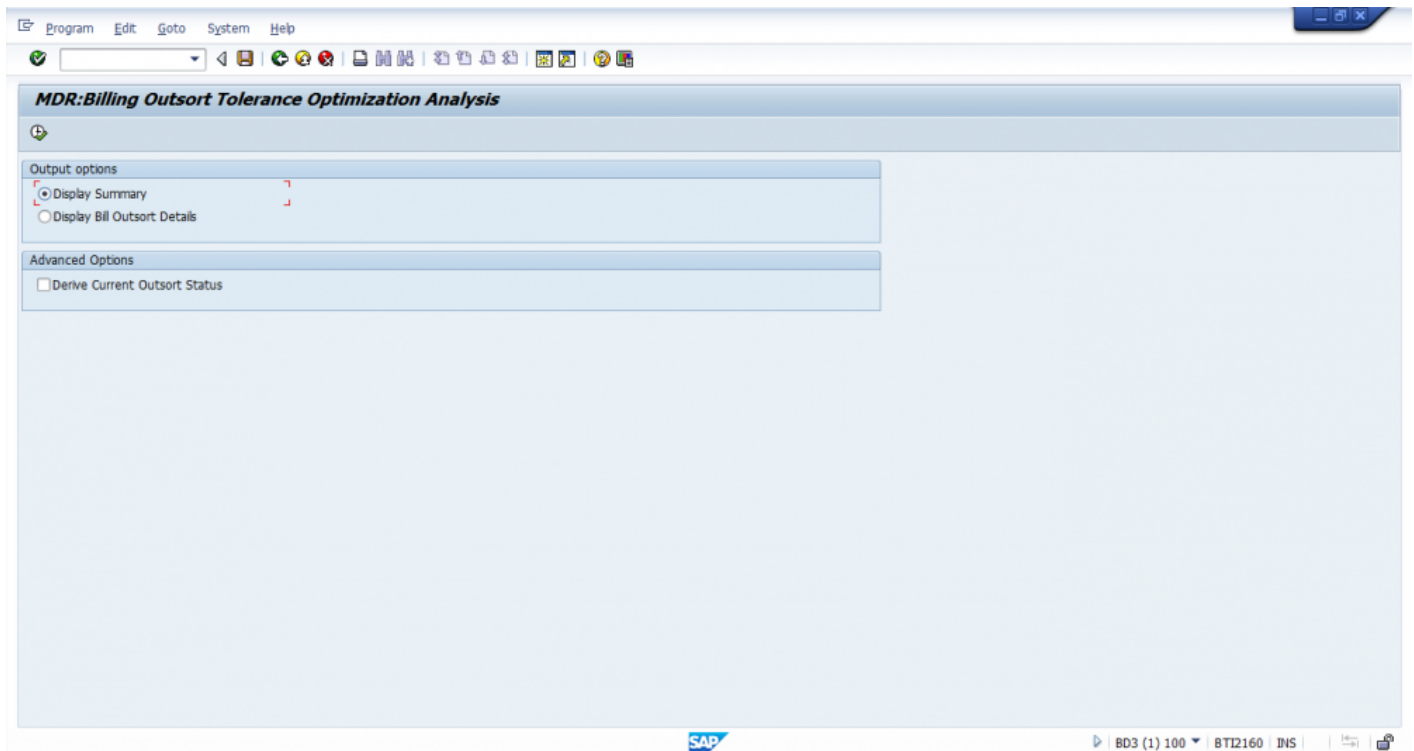 Program Edit Goto System Help
MDR:Billing Outsort Tolerance Optimization Analysis
Output options
Display Summary
Display Bill Outsort Details
Advanced Options
Derive Current Outsort Status
SAP
BD3 (1) 100 BTI2160 INS